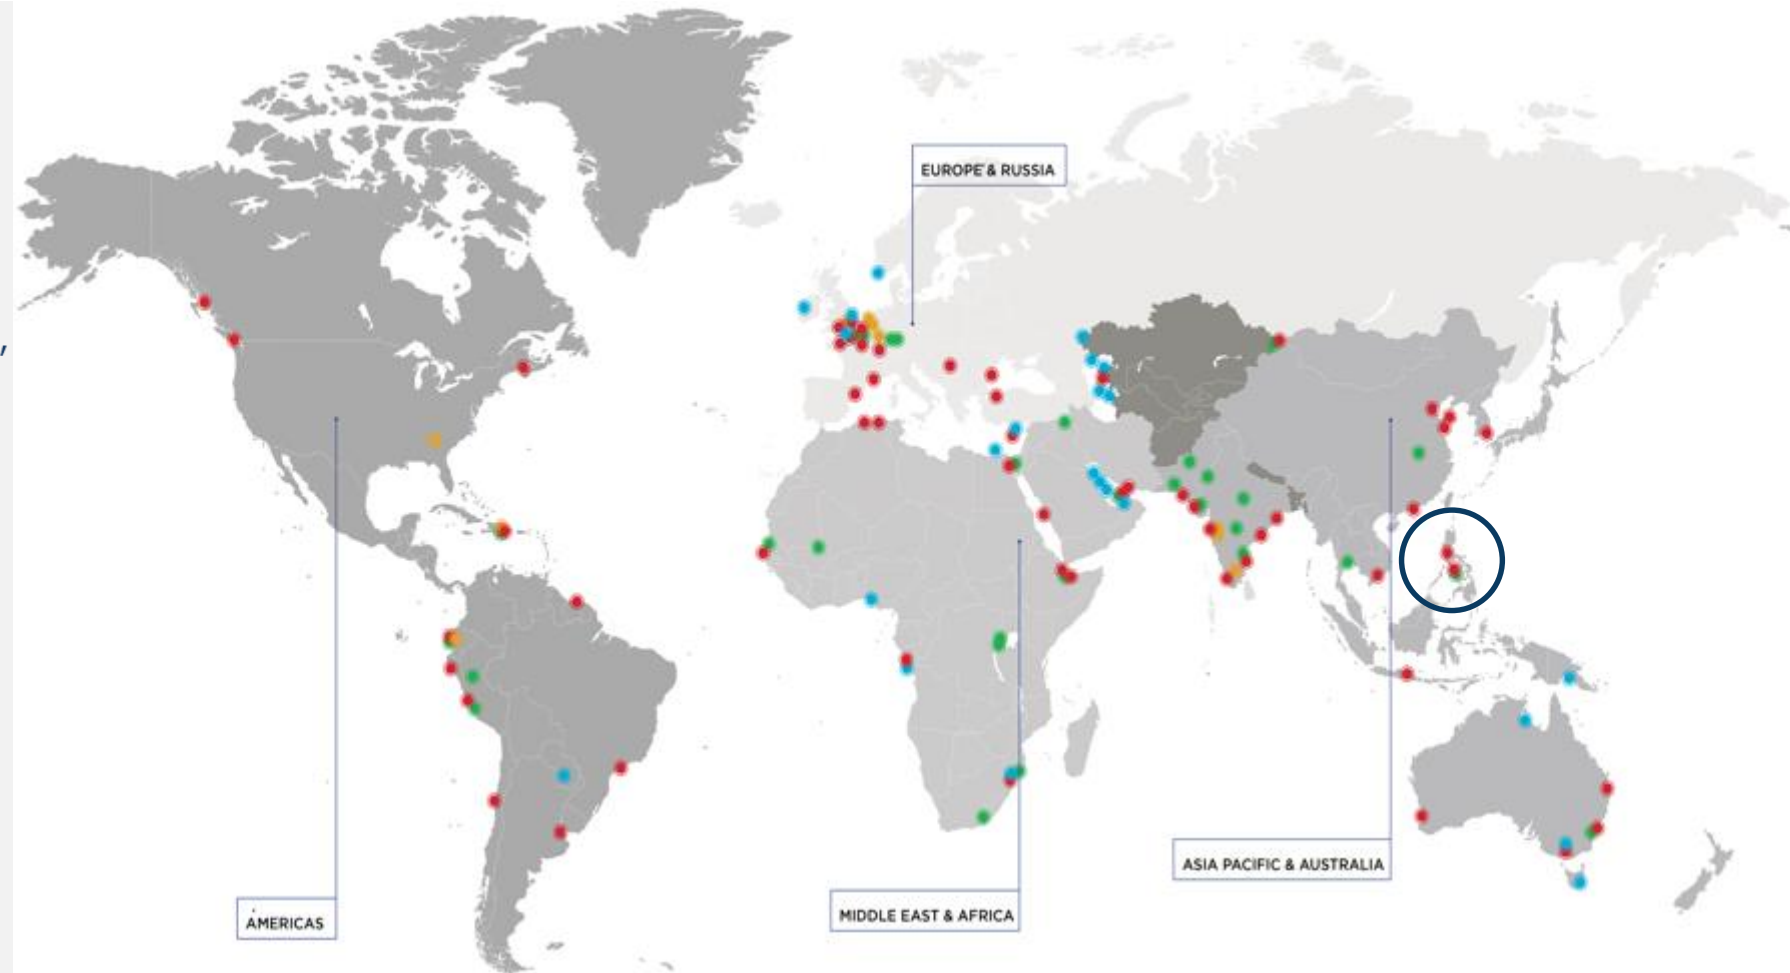 ,
EUROPE & RUSSIA
ASIA PACIFIC & AUSTRALIA
MIDDLE EAST & AFRICA
AMERICAS